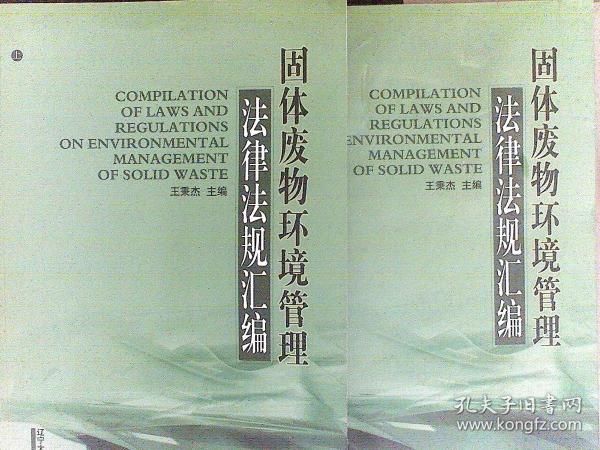 上
COMPILATION
OF LAWS AND
REGULATIONS
ON ENVIRONMENTAL
MANAGEMENT
OF SOLID WASTE
王秉杰 主编
固体废物环境管理
法律法规汇编
辽宁大
COMPILATION
OF LAWS AND
REGULATIONS
ENVIRONMENTAL
MANAGEMENT
OF SOLID WASTE
王秉杰 主编
固体废物环境管理
法律法规汇编
孔夫子旧书网
www.kongfz.com